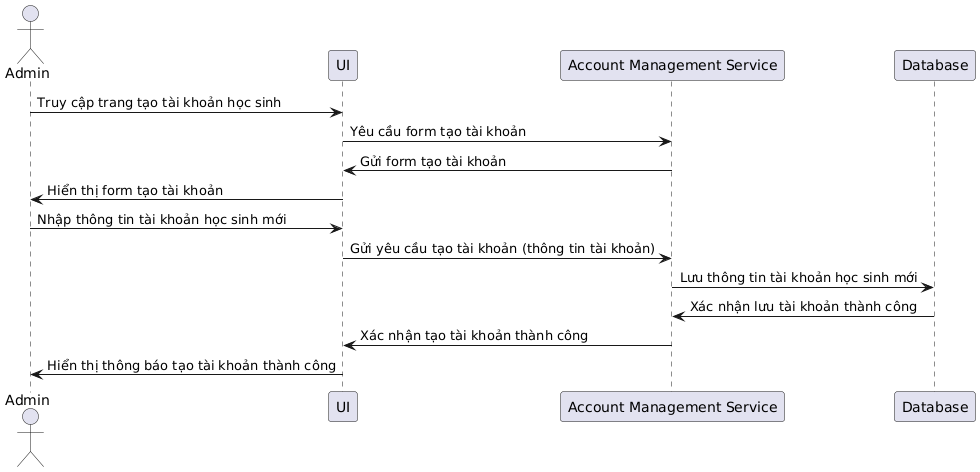 Admin
UI
Account Management Service
Database
Truy cập trang tạo tài khoản học sinh
Yêu cầu form tạo tài khoản
Gửi form tạo tài khoản
Hiển thị form tạo tài khoản
Nhập thông tin tài khoản học sinh mới
Gửi yêu cầu tạo tài khoản (thông tin tài khoản)
Lưu thông tin tài khoản học sinh mới
Xác nhận lưu tài khoản thành công
Xác nhận tạo tài khoản thành công
Hiển thị thông báo tạo tài khoản thành công
Admin
UI
Account Management Service
Database